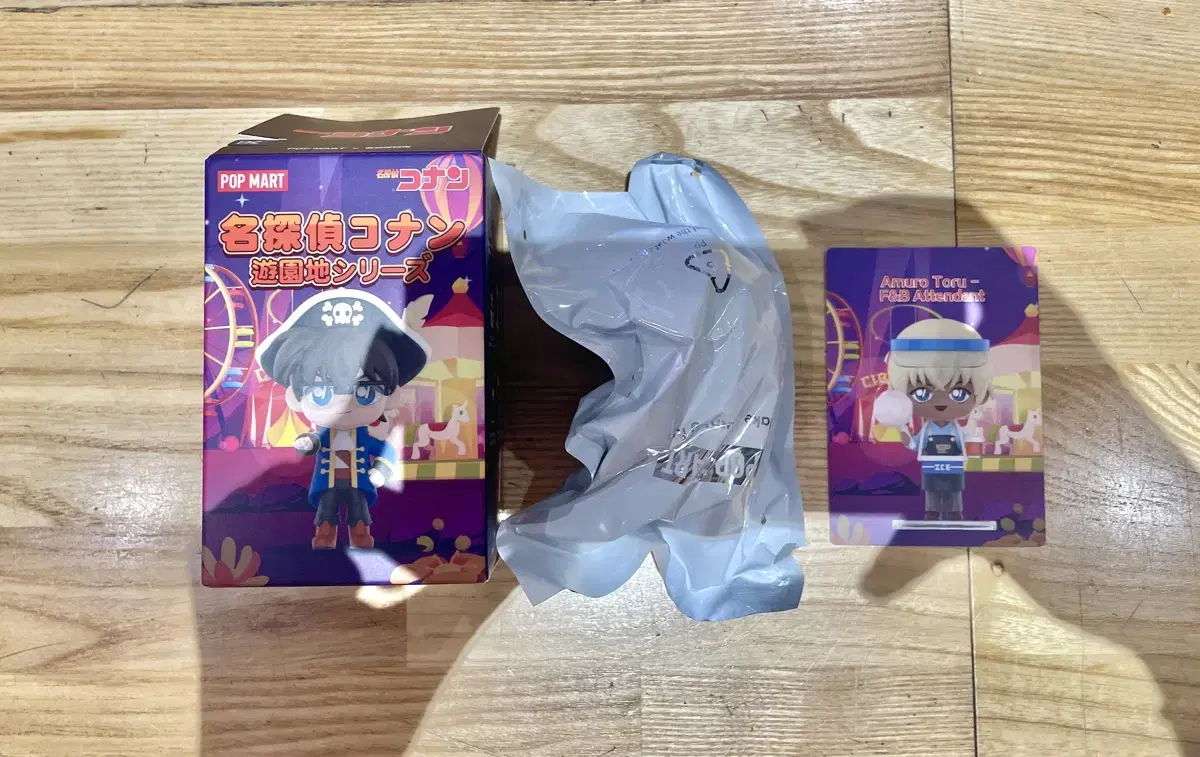 POP MART
名探偵
コナン
名探偵コナン
遊園地シリーズ
POP MART
Amuro Toru -
F&B Attendant
ICE